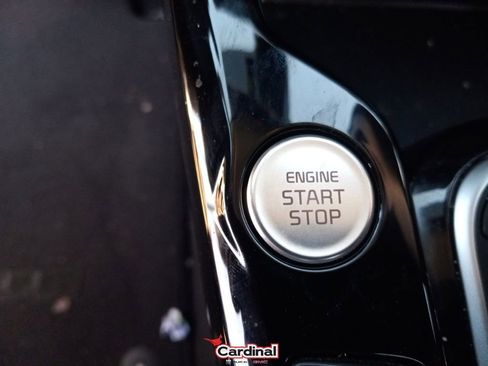 ENGINE
START
STOP
Cardinal